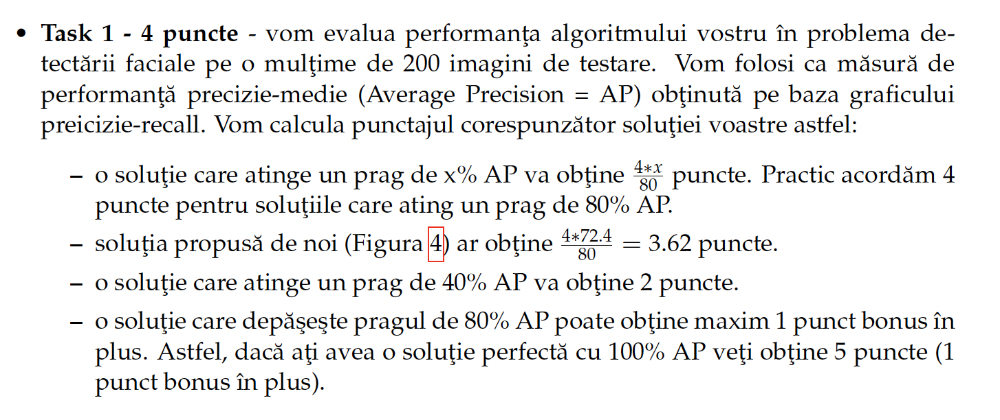 • Task 1 - 4 puncte - vom evalua performanţa algoritmului vostru în problema de-
tectării faciale pe o mulţime de 200 imagini de testare. Vom folosi ca măsură de
performanţă precizie-medie (Average Precision = AP) obţinută pe baza graficului
preicizie-recall. Vom calcula punctajul corespunzător soluţiei voastre astfel:
– o soluţie care atinge un prag de x% AP va obţine 4∗x/80 puncte. Practic acordăm 4
puncte pentru soluţiile care ating un prag de 80% AP.
– soluţia propusă de noi (Figura 4) ar obţine 4∗72.4/80 = 3.62 puncte.
– o soluţie care atinge un prag de 40% AP va obţine 2 puncte.
– o soluţie care depăşeşte pragul de 80% AP poate obţine maxim 1 punct bonus în
plus. Astfel, dacă aţi avea o soluţie perfectă cu 100% AP veţi obţine 5 puncte (1
punct bonus în plus).